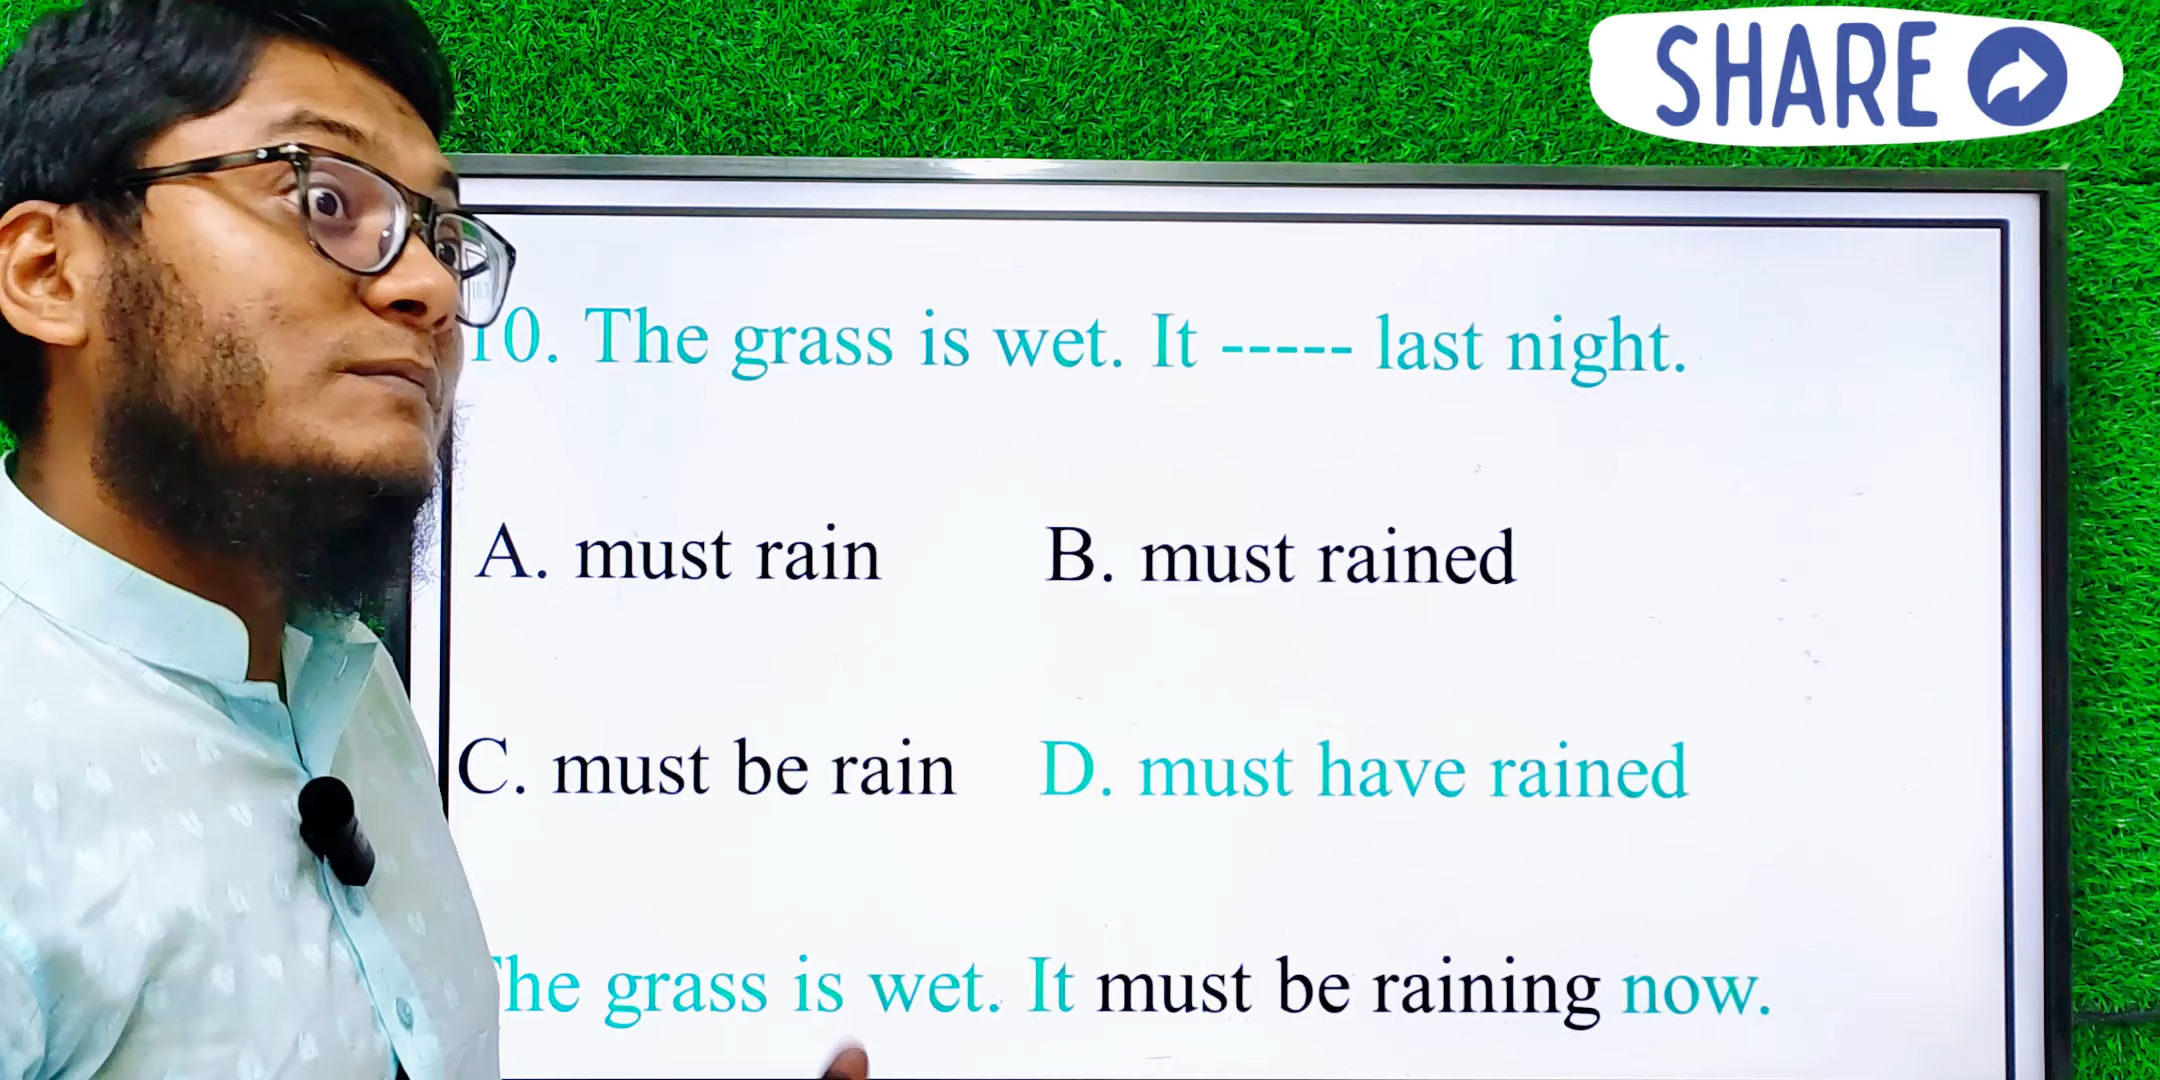 SHARE
10. The grass is wet. It ----- last night.
A. must rain B. must rained
C. must be rain D. must have rained
The grass is wet. It must be raining now.